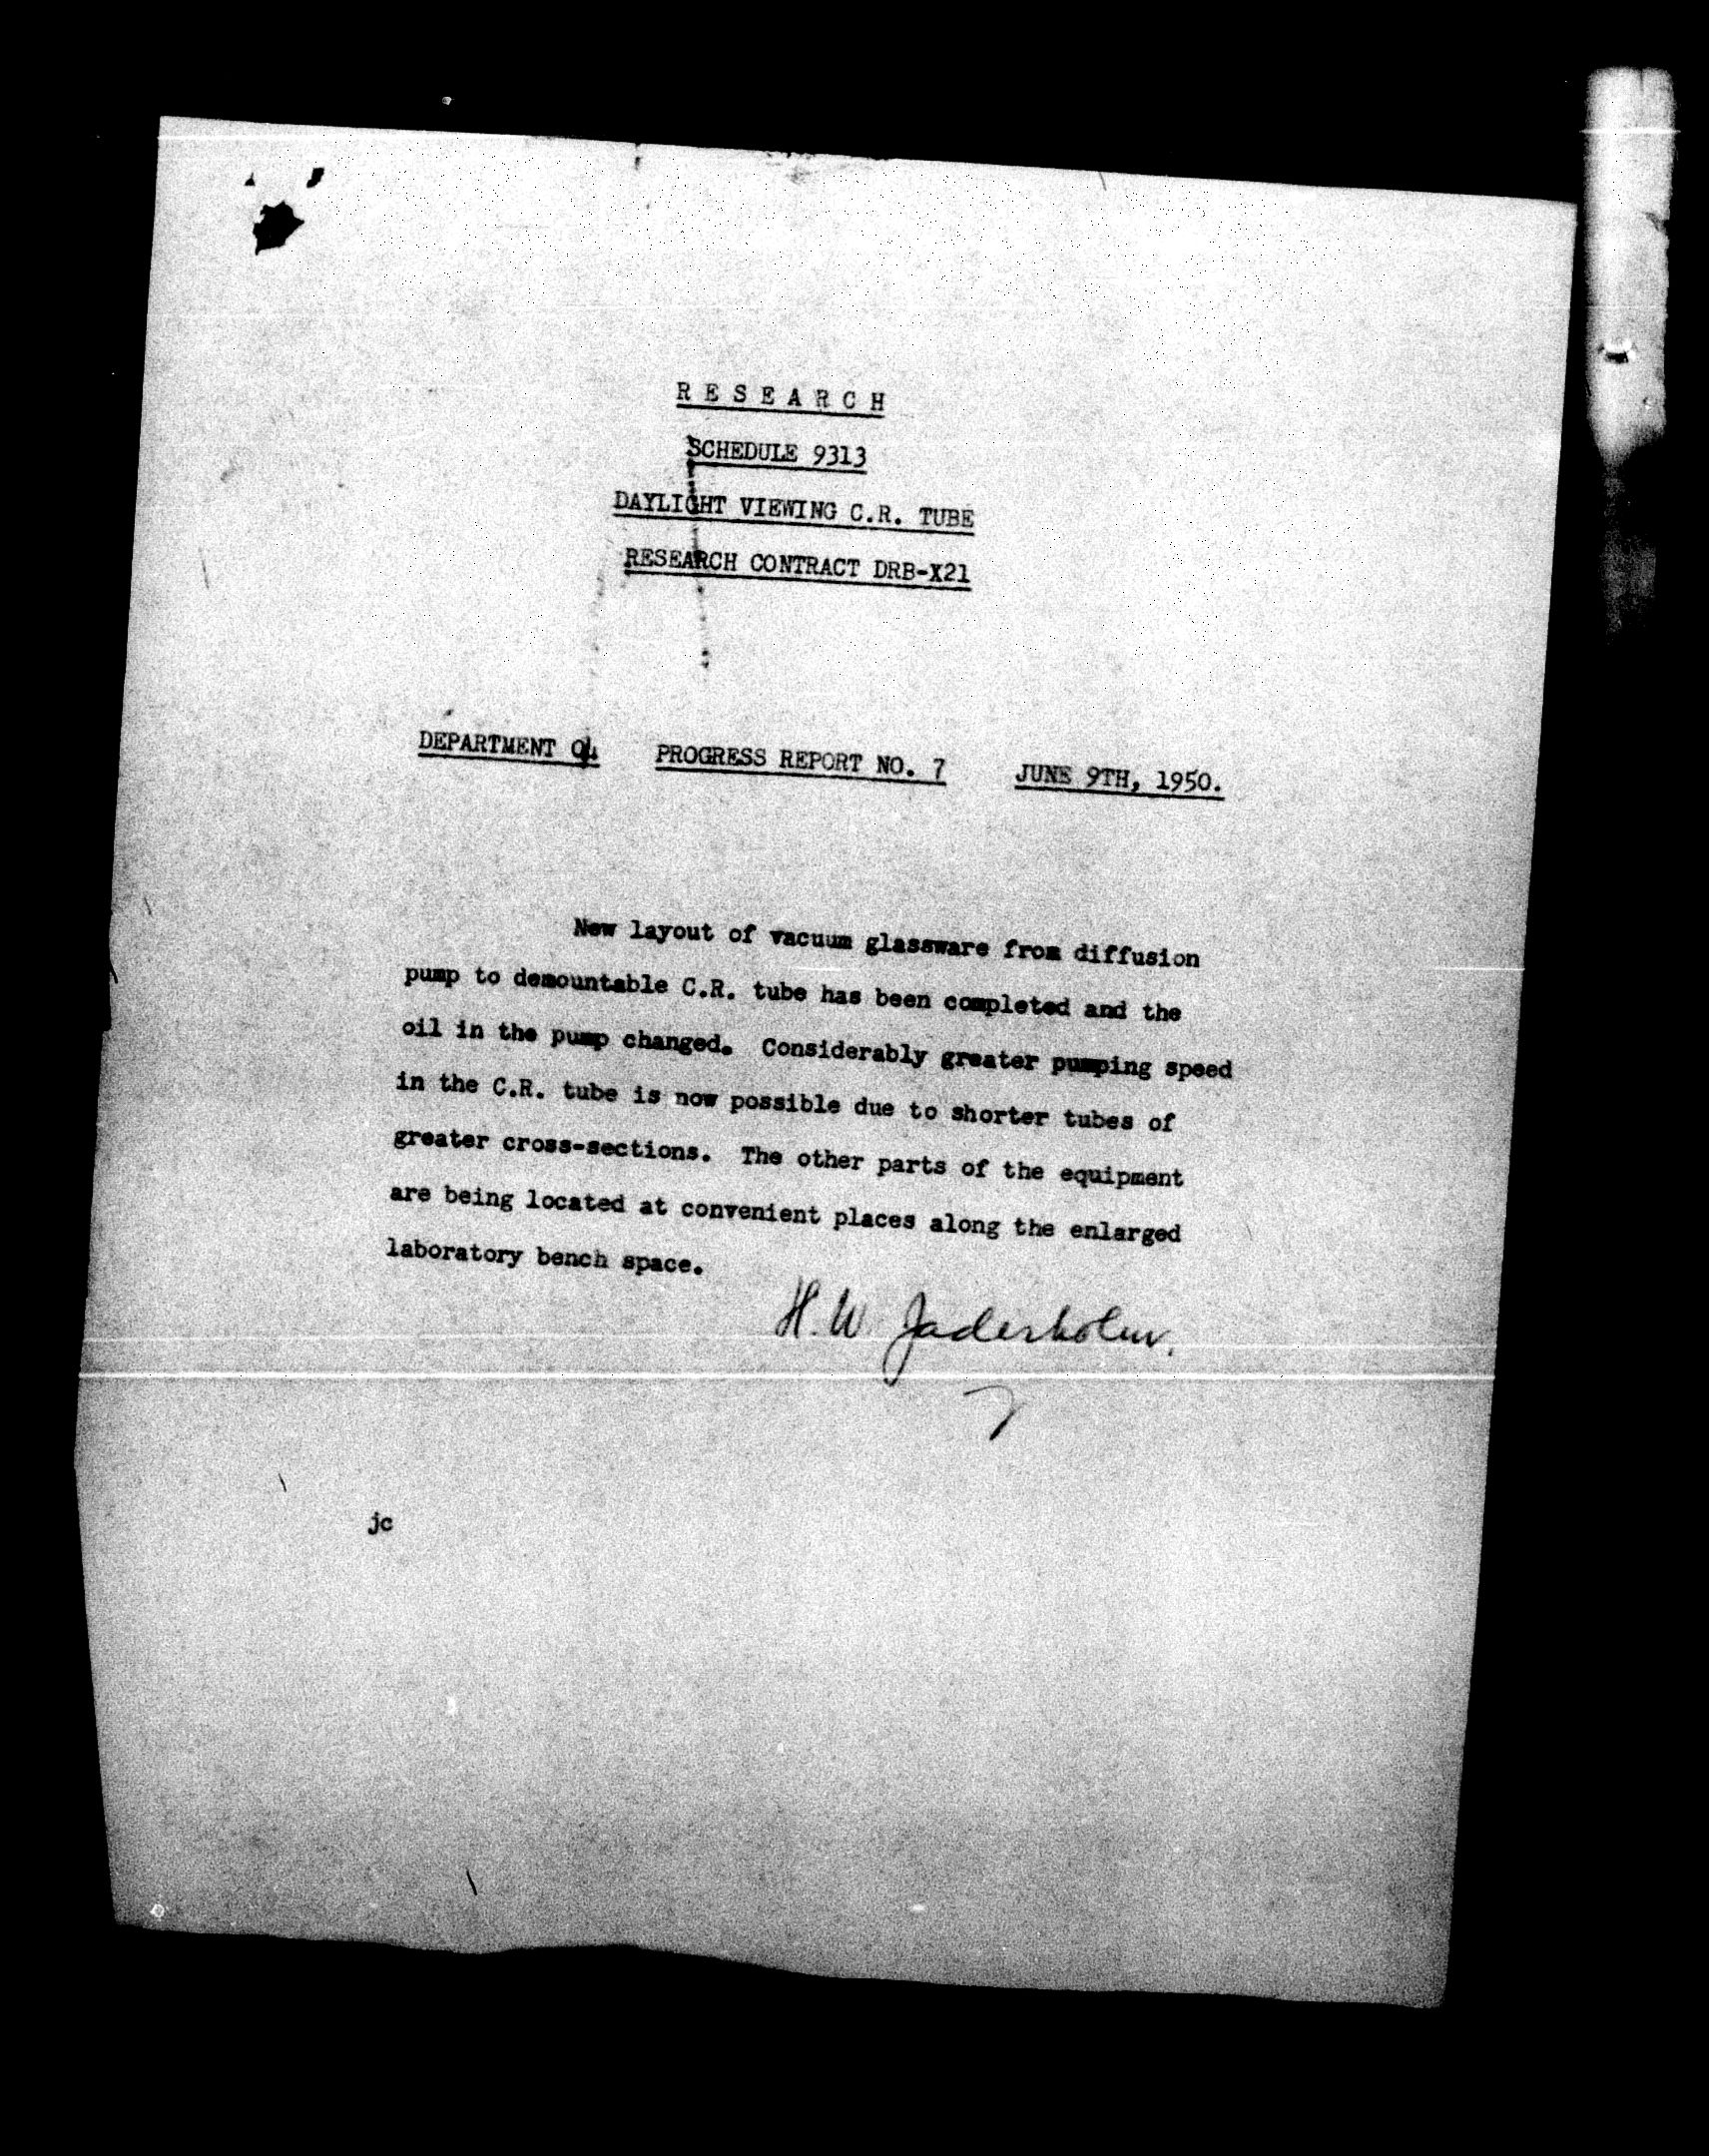 R E S E A R C H
SCHEDULE 9313
DAYLIGHT VIEWING C.R. TUBE
RESEARCH CONTRACT DRB-X21
DEPARTMENT 04 PROGRESS REPORT NO. 7 JUNE 9TH, 1950.
New layout of vacuum glassware from diffusion
pump to demountable C.R. tube has been completed and the
oil in the pump changed. Considerably greater pumping speed
in the C.R. tube is now possible due to shorter tubes of
greater cross-sections. The other parts of the equipment
are being located at convenient places along the enlarged
laboratory bench space.
H.W. Jaderholm.
jc